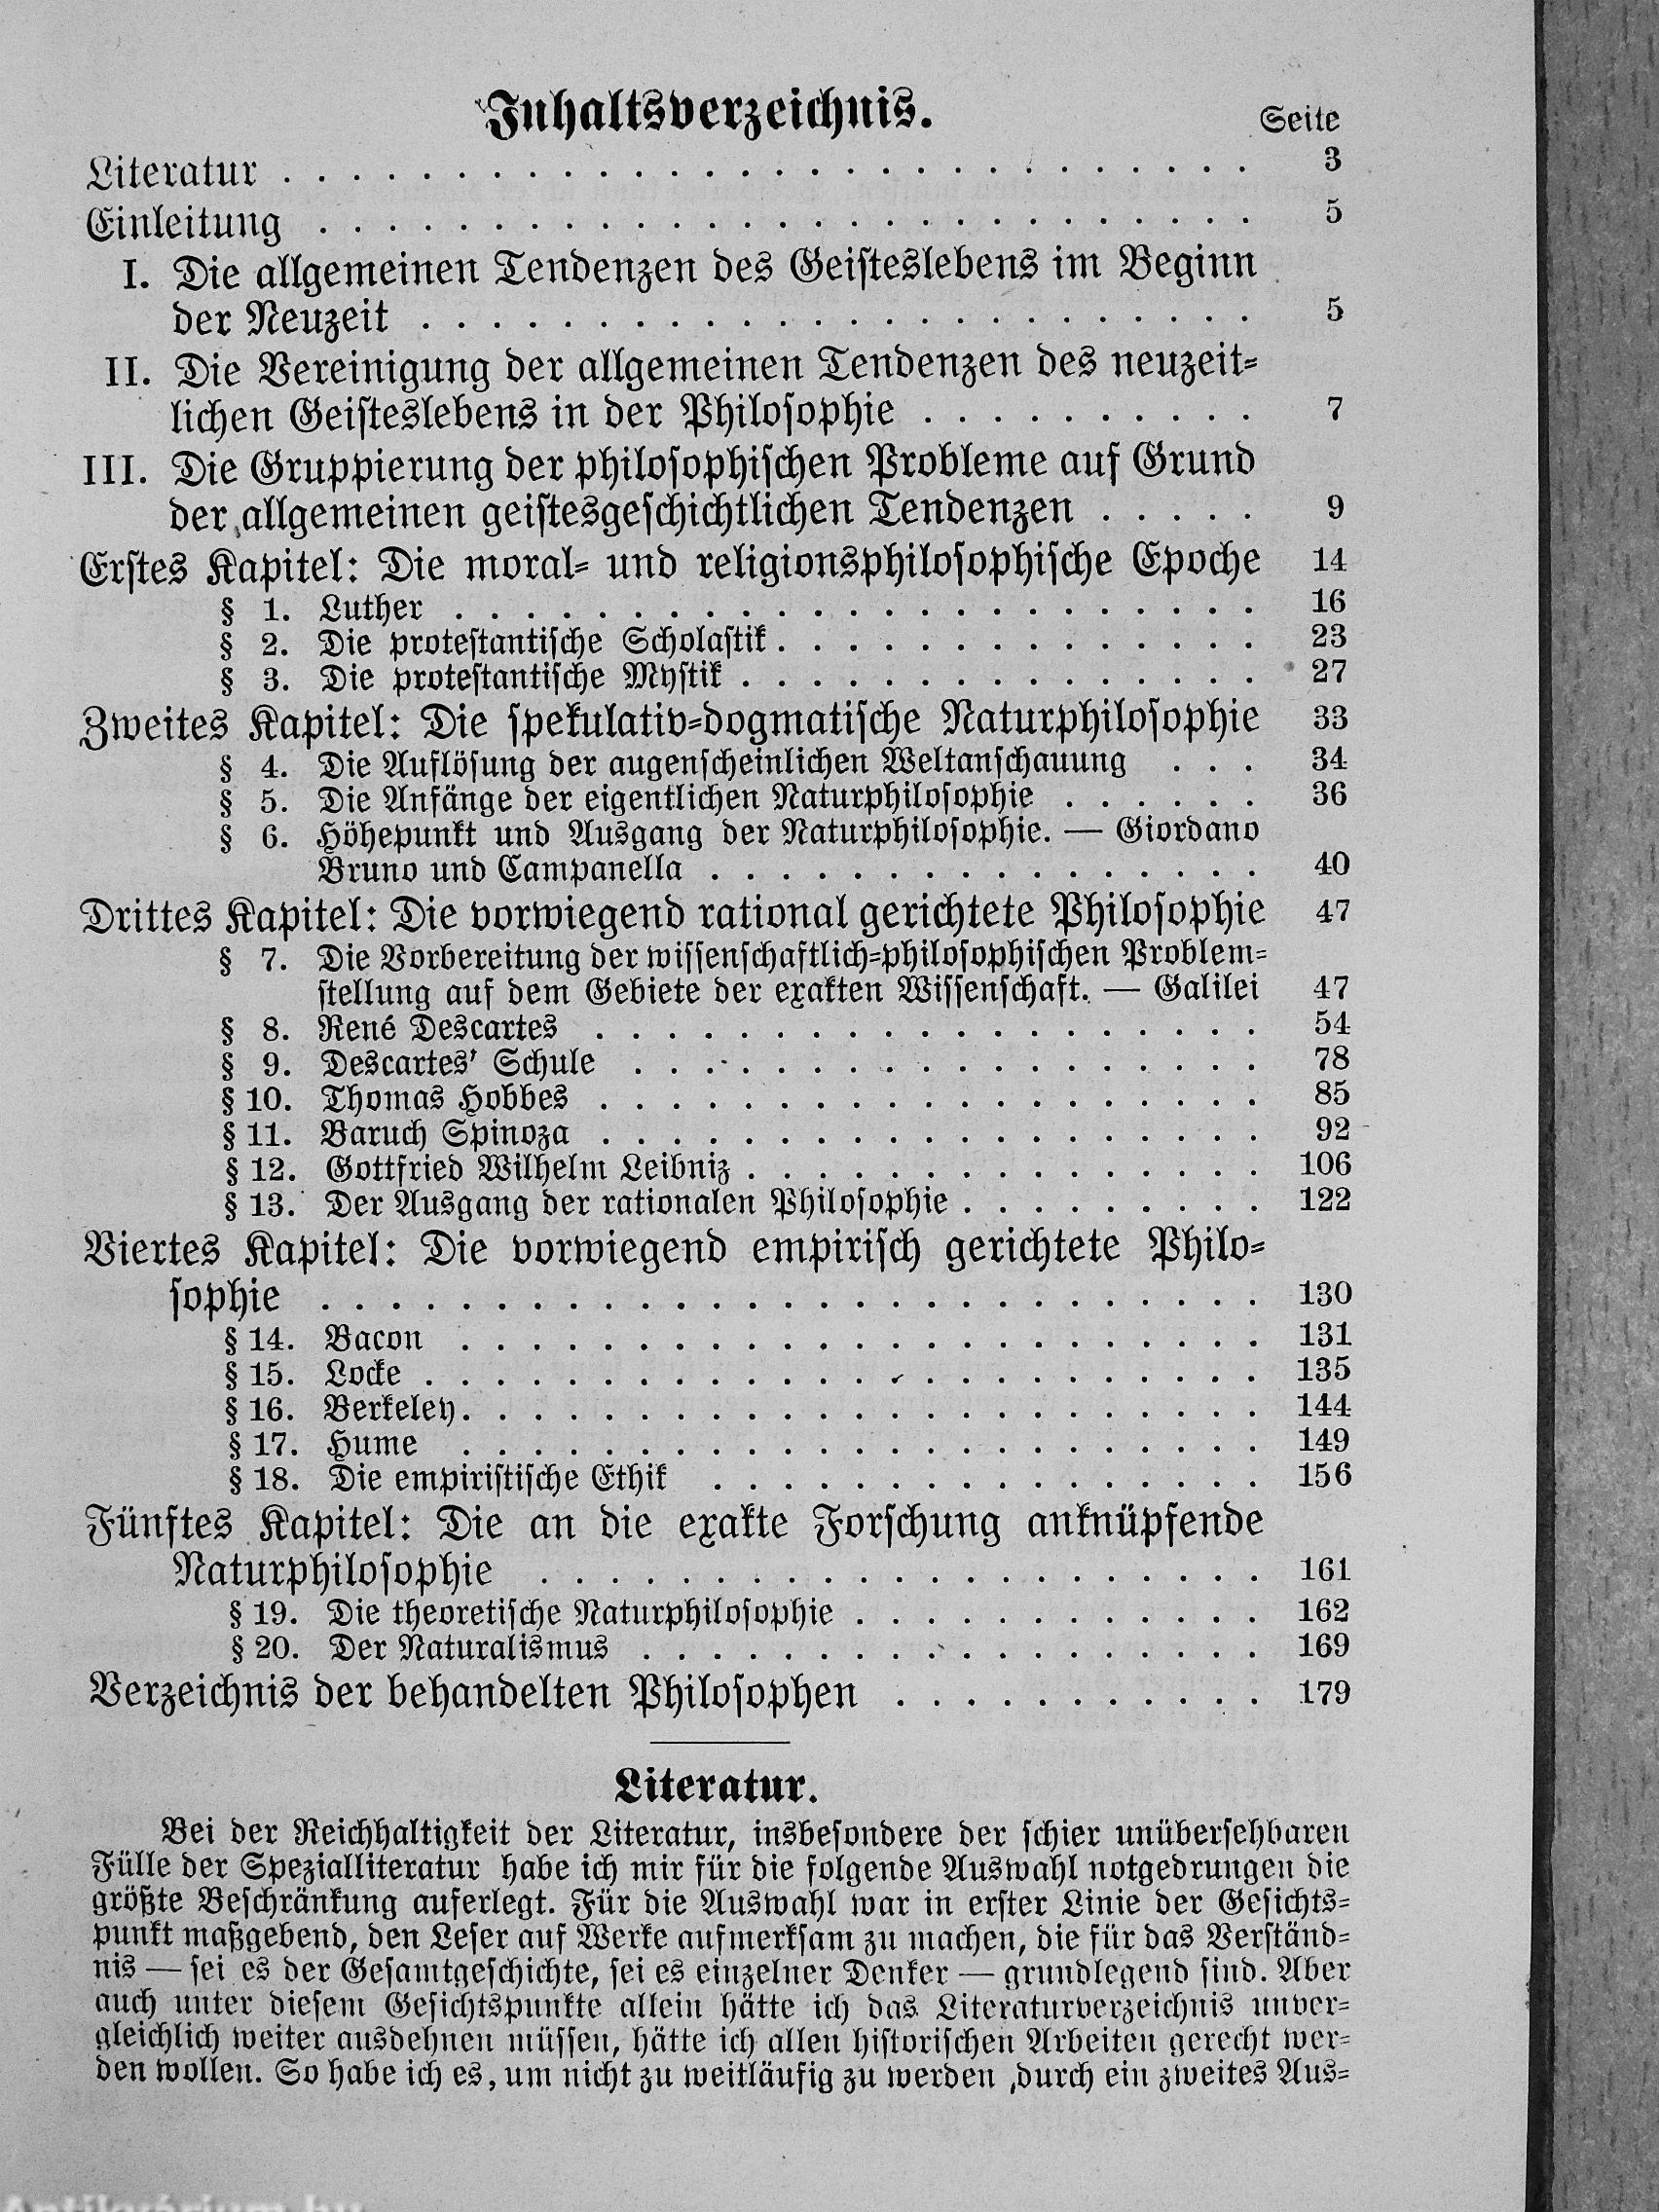 Inhaltsverzeichnis.
Seite
Literatur . . . . . . . . . . . . . . . . . . . . . . . . . . . . 3
Einleitung . . . . . . . . . . . . . . . . . . . . . . . . . . . 5
I. Die allgemeinen Tendenzen des Geisteslebens im Beginn
der Neuzeit . . . . . . . . . . . . . . . . . . . . . . . . 5
II. Die Vereinigung der allgemeinen Tendenzen des neuzeit-
lichen Geisteslebens in der Philosophie . . . . . . . . . . 7
III. Die Gruppierung der philosophischen Probleme auf Grund
der allgemeinen geistesgeschichtlichen Tendenzen . . . . . 9
Erstes Kapitel: Die moral- und religionsphilosophische Epoche 14
§ 1. Luther . . . . . . . . . . . . . . . . . . . . . . . 16
§ 2. Die protestantische Scholastik . . . . . . . . . . . . . . 23
§ 3. Die protestantische Mystik . . . . . . . . . . . . . . . 27
Zweites Kapitel: Die spekulativ-dogmatische Naturphilosophie 33
§ 4. Die Auflösung der augenscheinlichen Weltanschauung . . . 34
§ 5. Die Anfänge der eigentlichen Naturphilosophie . . . . . . 36
§ 6. Höhepunkt und Ausgang der Naturphilosophie. — Giordano
Bruno und Campanella . . . . . . . . . . . . . . . . 40
Drittes Kapitel: Die vorwiegend rational gerichtete Philosophie 47
§ 7. Die Vorbereitung der wissenschaftlich-philosophischen Problem-
stellung auf dem Gebiete der exakten Wissenschaft. — Galilei 47
§ 8. René Descartes . . . . . . . . . . . . . . . . . . . 54
§ 9. Descartes' Schule . . . . . . . . . . . . . . . . . . 78
§ 10. Thomas Hobbes . . . . . . . . . . . . . . . . . . . 85
§ 11. Baruch Spinoza . . . . . . . . . . . . . . . . . . . 92
§ 12. Gottfried Wilhelm Leibniz . . . . . . . . . . . . . . . 106
§ 13. Der Ausgang der rationalen Philosophie . . . . . . . . . 122
Viertes Kapitel: Die vorwiegend empirisch gerichtete Philo-
sophie . . . . . . . . . . . . . . . . . . . . . . . . . . . 130
§ 14. Bacon . . . . . . . . . . . . . . . . . . . . . . . 131
§ 15. Locke . . . . . . . . . . . . . . . . . . . . . . . . 135
§ 16. Berkeley . . . . . . . . . . . . . . . . . . . . . . . 144
§ 17. Hume . . . . . . . . . . . . . . . . . . . . . . . 149
§ 18. Die empiristische Ethik . . . . . . . . . . . . . . . . 156
Fünftes Kapitel: Die an die exakte Forschung anknüpfende
Naturphilosophie . . . . . . . . . . . . . . . . . . . . . 161
§ 19. Die theoretische Naturphilosophie . . . . . . . . . . . . 162
§ 20. Der Naturalismus . . . . . . . . . . . . . . . . . . 169
Verzeichnis der behandelten Philosophen . . . . . . . . . . . 179
Literatur.
Bei der Reichhaltigkeit der Literatur, insbesondere der schier unübersehbaren
Fülle der Spezialliteratur habe ich mir für die folgende Auswahl notgedrungen die
größte Beschränkung auferlegt. Für die Auswahl war in erster Linie der Gesichts-
punkt maßgebend, den Leser auf Werke aufmerksam zu machen, die für das Verständ-
nis — sei es der Gesamtgeschichte, sei es einzelner Denker — grundlegend sind. Aber
auch unter diesem Gesichtspunkte allein hätte ich das Literaturverzeichnis unver-
gleichlich weiter ausdehnen müssen, hätte ich allen historischen Arbeiten gerecht wer-
den wollen. So habe ich es, um nicht zu weitläufig zu werden ,durch ein zweites Aus-